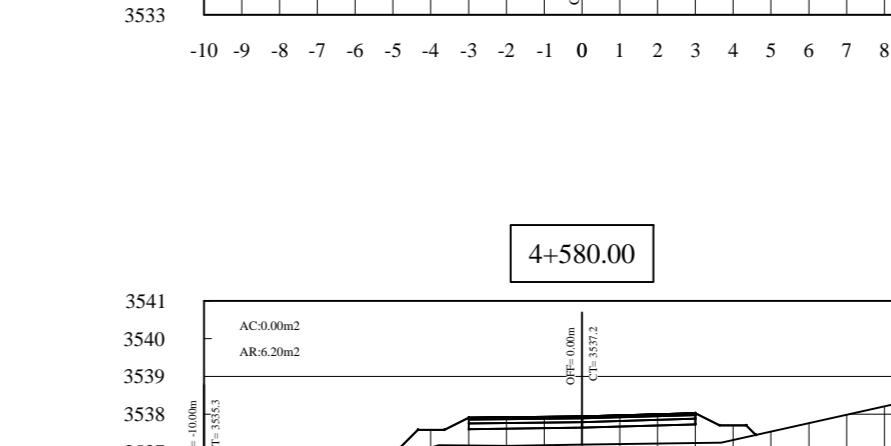 3533
-10 -9 -8 -7 -6 -5 -4 -3 -2 -1 0 1 2 3 4 5 6 7 8
4+580.00
3541
AC:0.00m2
3540
AR:6.20m2
OFF= 0.00m
CT= 3537.2
3539
3538
= -10.00m
T= 3535.3